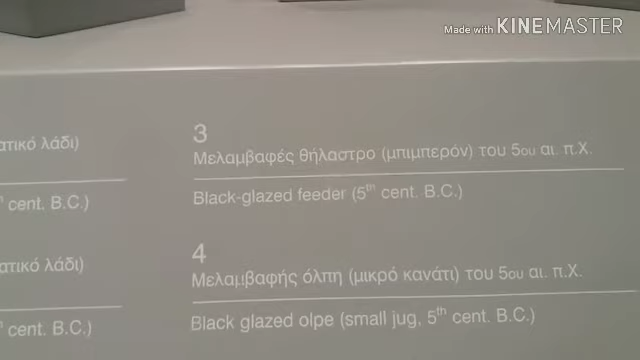 Made with KINEMASTER
ατικό λάδι)
cent. B.C.)
ατικό λάδι)
cent. B.C.)
3
Μελαμβαφές θήλαστρο (μπιμπερόν) του 5ου αι. π.Χ.
Black-glazed feeder (5th cent. B.C.)
4
Μελαμβαφής όλπη (μικρό κανάτι) του 5ου αι. π.Χ.
Black glazed olpe (small jug, 5th cent. B.C.)